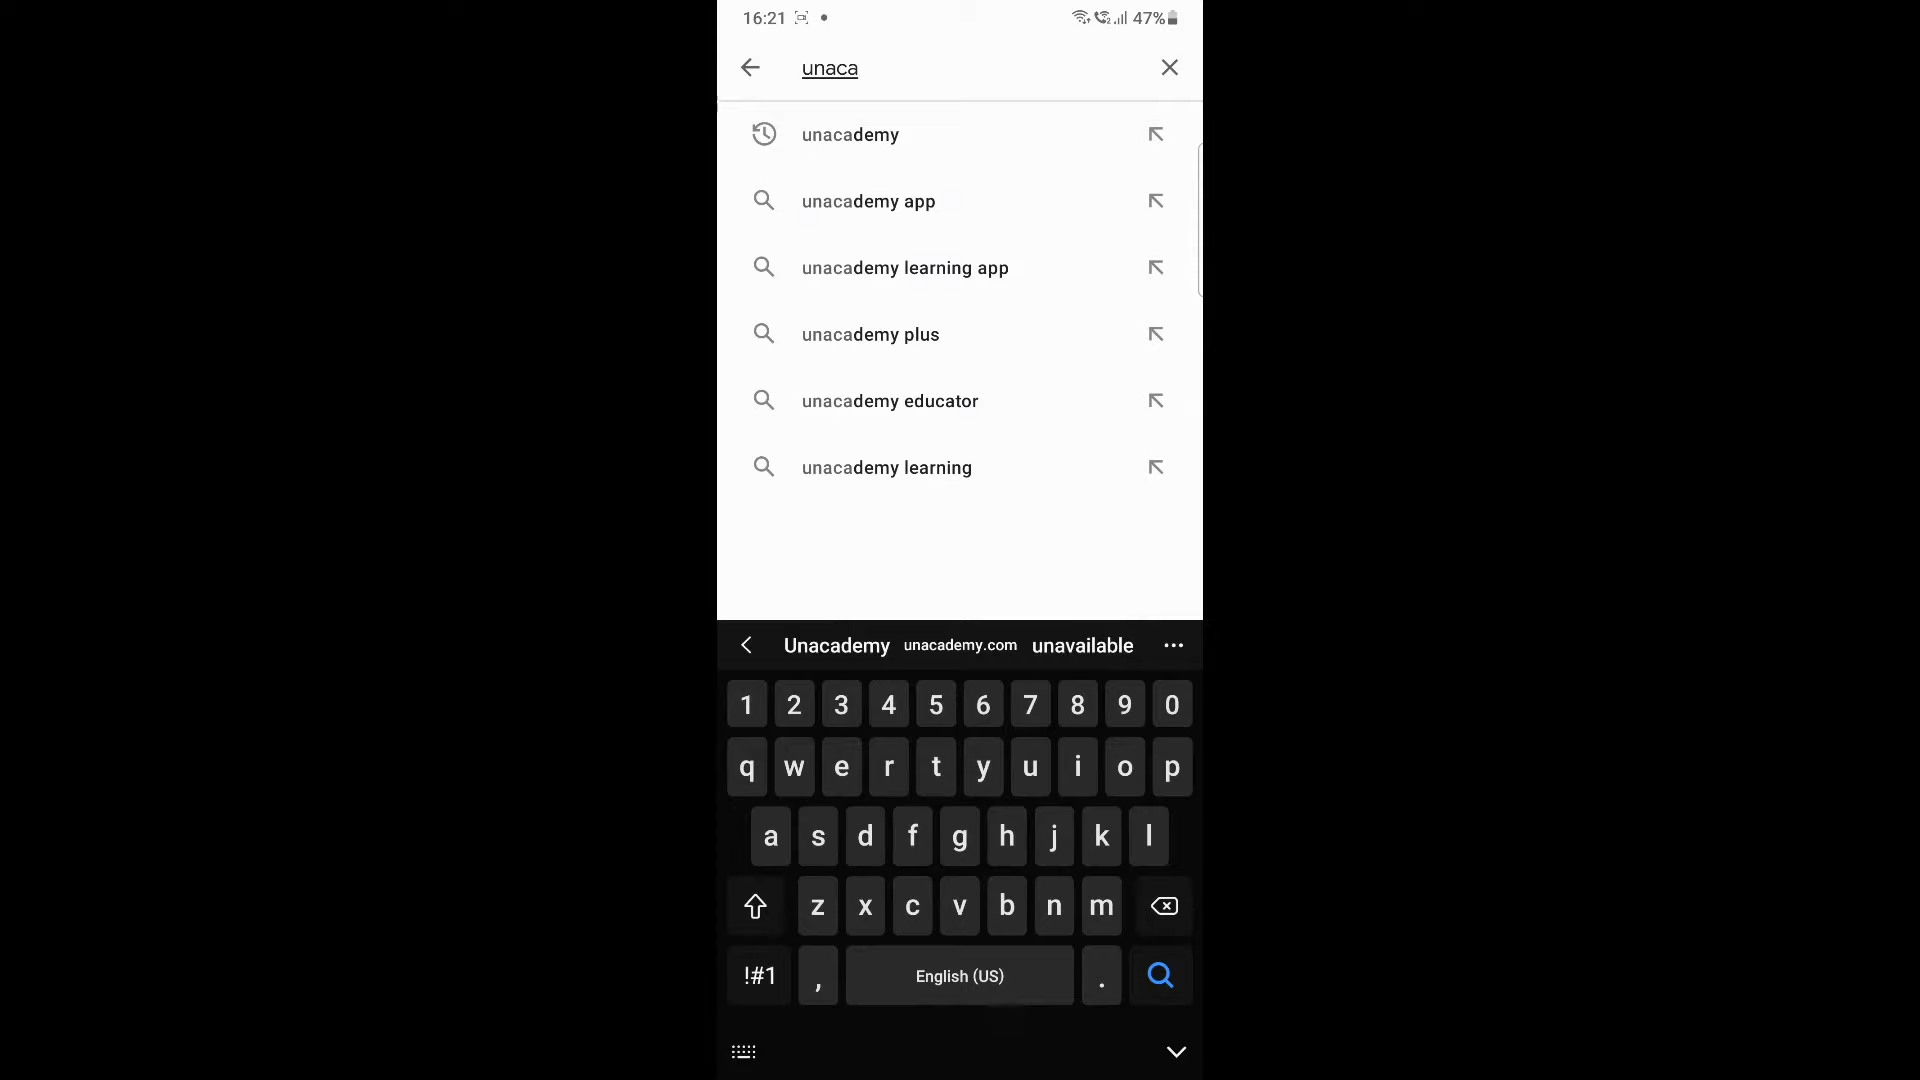 16:21 47%
unaca
unacademy
unacademy app
unacademy learning app
unacademy plus
unacademy educator
unacademy learning
Unacademy unacademy.com unavailable
1 2 3 4 5 6 7 8 9 0
q w e r t y u i o p
a s d f g h j k l
z x c v b n m
!#1 , English (US) .